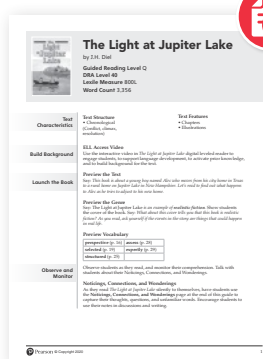 The Light at Jupiter Lake
by J.H. Diel
Guided Reading Level Q
DRA Level 40
Lexile Measure 800L
Word Count 3,356
Text
Characteristics
Text Structure
• Chronological
(Conflict, climax,
resolution)
Text Features
• Chapters
• Illustrations
Build Background
ELL Access Video
Use the interactive video in The Light at Jupiter Lake digital leveled reader to
engage students, to support language development, to activate prior knowledge,
and to build background for the text.
Launch the Book
Preview the Text
Say: This book is about a young boy named Alex who moves from his city home in Texas
to a rural home on Jupiter Lake in New Hampshire. Let's read to find out what happens
to Alex as he tries to adjust to his new home.
Preview the Genre
Say: The Light at Jupiter Lake is an example of realistic fiction. Show students
the cover of the book. Say: What about this cover tells you that this book is realistic
fiction? As you read, ask yourself if the events in the story are things that could happen
in real life.
Preview Vocabulary
perspective (p. 16) access (p. 28)
selected (p. 19) expertly (p. 29)
structured (p. 25)
Observe and
Monitor
Observe students as they read, and monitor their comprehension. Talk with
students about their Noticings, Connections, and Wonderings.
Noticings, Connections, and Wonderings
As they read The Light at Jupiter Lake silently to themselves, have students use
the Noticings, Connections, and Wonderings page at the end of this guide to
capture their thoughts, questions, and unfamiliar words. Encourage students to
use their notes in discussions and writing.
Pearson © Copyright 2020
1